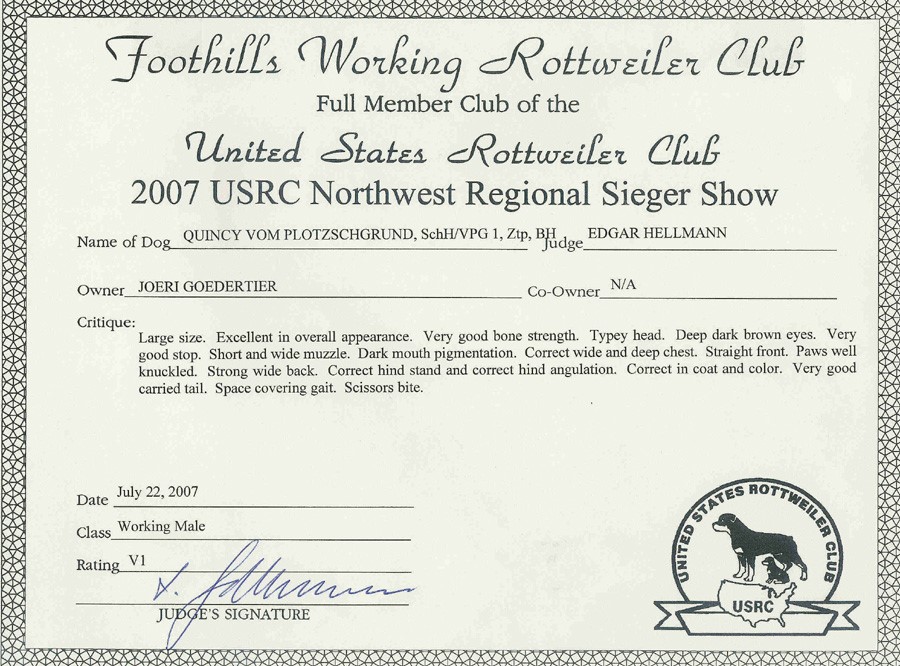 Foothills Working Rottweiler Club
Full Member Club of the
United States Rottweiler Club
2007 USRC Northwest Regional Sieger Show
Name of Dog QUINCY VOM PLOTZSCHGRUND, SchH/VPG 1, Ztp, BH Judge EDGAR HELLMANN
Owner JOERI GOEDERTIER Co-Owner N/A
Critique:
Large size. Excellent in overall appearance. Very good bone strength. Typey head. Deep dark brown eyes. Very
good stop. Short and wide muzzle. Dark mouth pigmentation. Correct wide and deep chest. Straight front. Paws well
knuckled. Strong wide back. Correct hind stand and correct hind angulation. Correct in coat and color. Very good
carried tail. Space covering gait. Scissors bite.
Date July 22, 2007
Class Working Male
Rating V1
JUDGE'S SIGNATURE
UNITED STATES ROTTWEILER CLUB
USRC